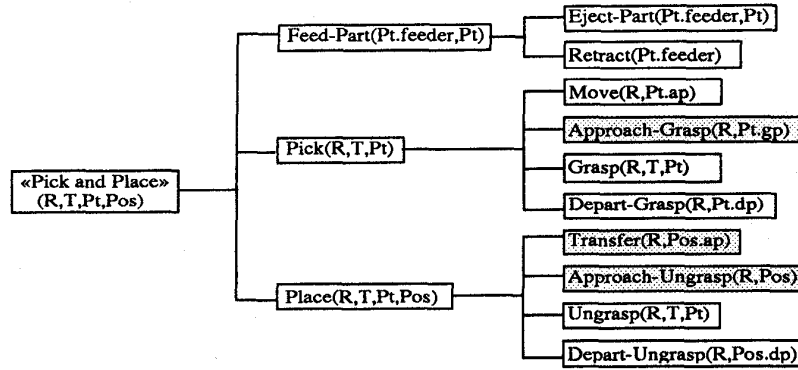 Feed-Part(Pt.feeder,Pt)
Eject-Part(Pt.feeder,Pt)
Retract(Pt.feeder)
Move(R,Pt.ap)
Approach-Grasp(R,Pt.gp)
Pick(R,T,Pt)
Grasp(R,T,Pt)
«Pick and Place»
(R,T,Pt,Pos)
Depart-Grasp(R,Pt.dp)
Transfer(R,Pos.ap)
Approach-Ungrasp(R,Pos)
Place(R,T,Pt,Pos)
Ungrasp(R,T,Pt)
Depart-Ungrasp(R,Pos.dp)